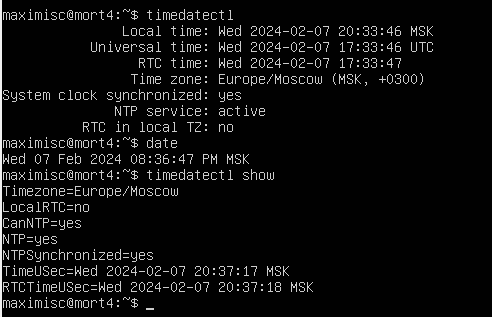 maximisc@mort4:~$ timedatectl
Local time: Wed 2024-02-07 20:33:46 MSK
Universal time: Wed 2024-02-07 17:33:46 UTC
RTC time: Wed 2024-02-07 17:33:47
Time zone: Europe/Moscow (MSK, +0300)
System clock synchronized: yes
NTP service: active
RTC in local TZ: no
maximisc@mort4:~$ date
Wed 07 Feb 2024 08:36:47 PM MSK
maximisc@mort4:~$ timedatectl show
Timezone=Europe/Moscow
LocalRTC=no
CanNTP=yes
NTP=yes
NTPSynchronized=yes
TimeUSec=Wed 2024-02-07 20:37:17 MSK
RTCTimeUSec=Wed 2024-02-07 20:37:18 MSK
maximisc@mort4:~$ _